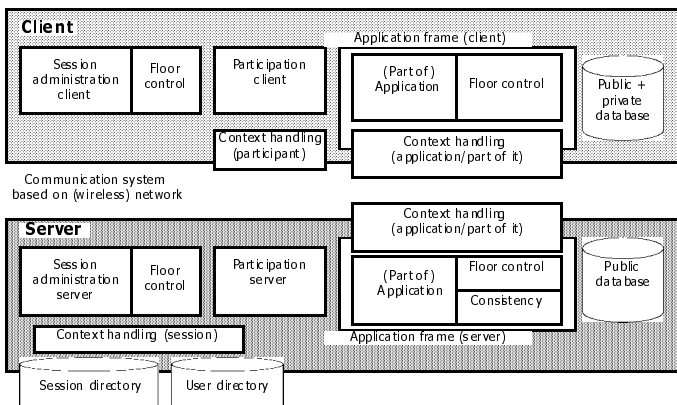 Client
Application frame (client)
Session
administration
client
Floor
control
Participation
client
(Part of)
Application
Floor control
Public +
private
database
Context handling
(participant)
Context handling
(application/part of it)
Communication system
based on (wireless) network
Server
Context handling
(application/part of it)
Session
administration
server
Floor
control
Participation
server
(Part of)
Application
Floor control
Consistency
Public
database
Context handling (session)
Application frame (server)
Session directory
User directory